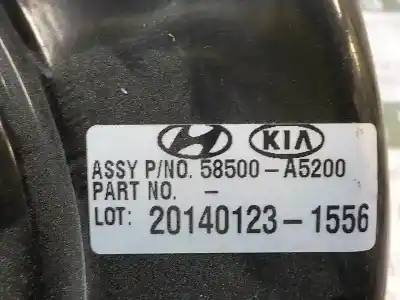 KIA
ASSY P/NO. 58500-A5200
PART NO. -
LOT: 20140123-1556